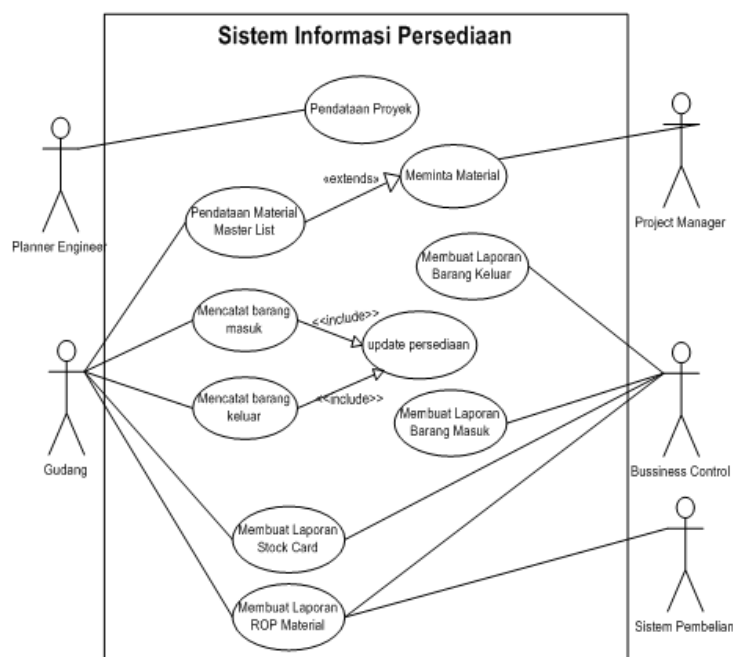 Sistem Informasi Persediaan
Pendataan Proyek
Planner Engineer
«extends»
Meminta Material
Project Manager
Pendataan Material
Master List
Membuat Laporan
Barang Keluar
Mencatat barang
masuk
<<include>>
update persediaan
Mencatat barang
keluar
<<include>>
Membuat Laporan
Barang Masuk
Gudang
Bussiness Control
Membuat Laporan
Stock Card
Membuat Laporan
ROP Material
Sistem Pembelian